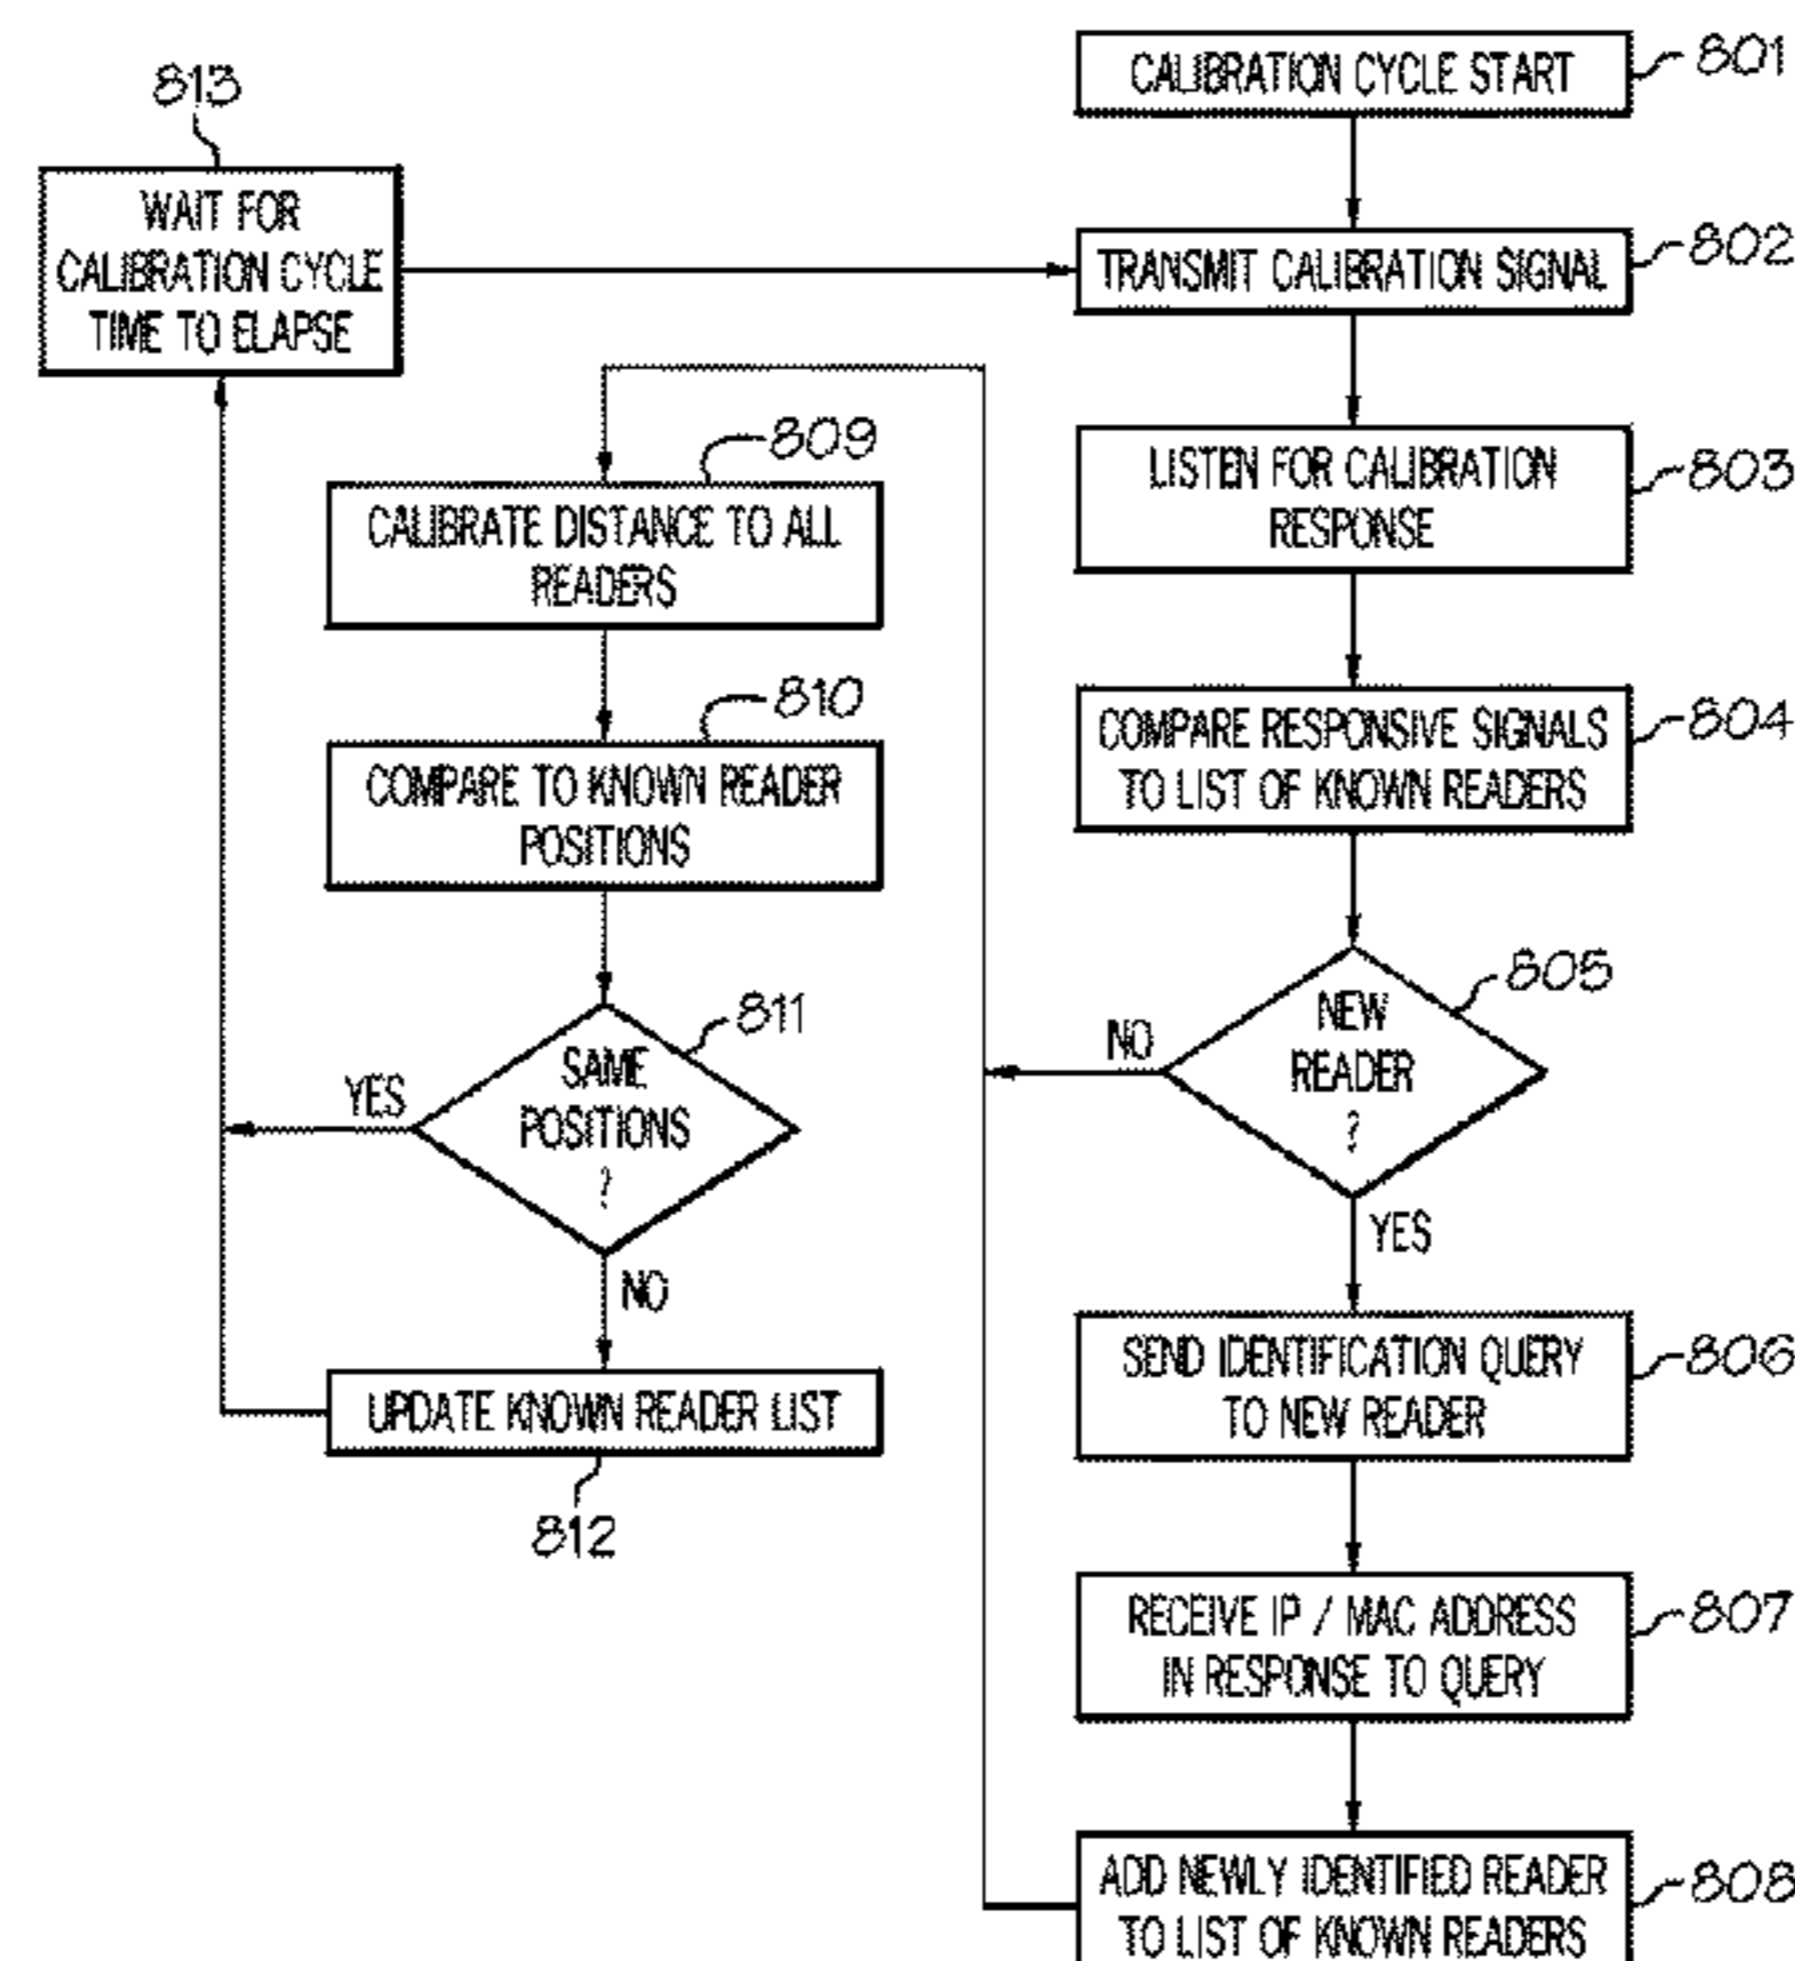 CALIBRATION CYCLE START
801
TRANSMIT CALIBRATION SIGNAL
802
LISTEN FOR CALIBRATION
RESPONSE
803
COMPARE RESPONSIVE SIGNALS
TO LIST OF KNOWN READERS
804
NEW
READER
?
805
NO
YES
SEND IDENTIFICATION QUERY
TO NEW READER
806
RECEIVE IP / MAC ADDRESS
IN RESPONSE TO QUERY
807
ADD NEWLY IDENTIFIED READER
TO LIST OF KNOWN READERS
808
809
CALIBRATE DISTANCE TO ALL
READERS
810
COMPARE TO KNOWN READER
POSITIONS
811
SAME
POSITIONS
?
YES
NO
UPDATE KNOWN READER LIST
812
813
WAIT FOR
CALIBRATION CYCLE
TIME TO ELAPSE